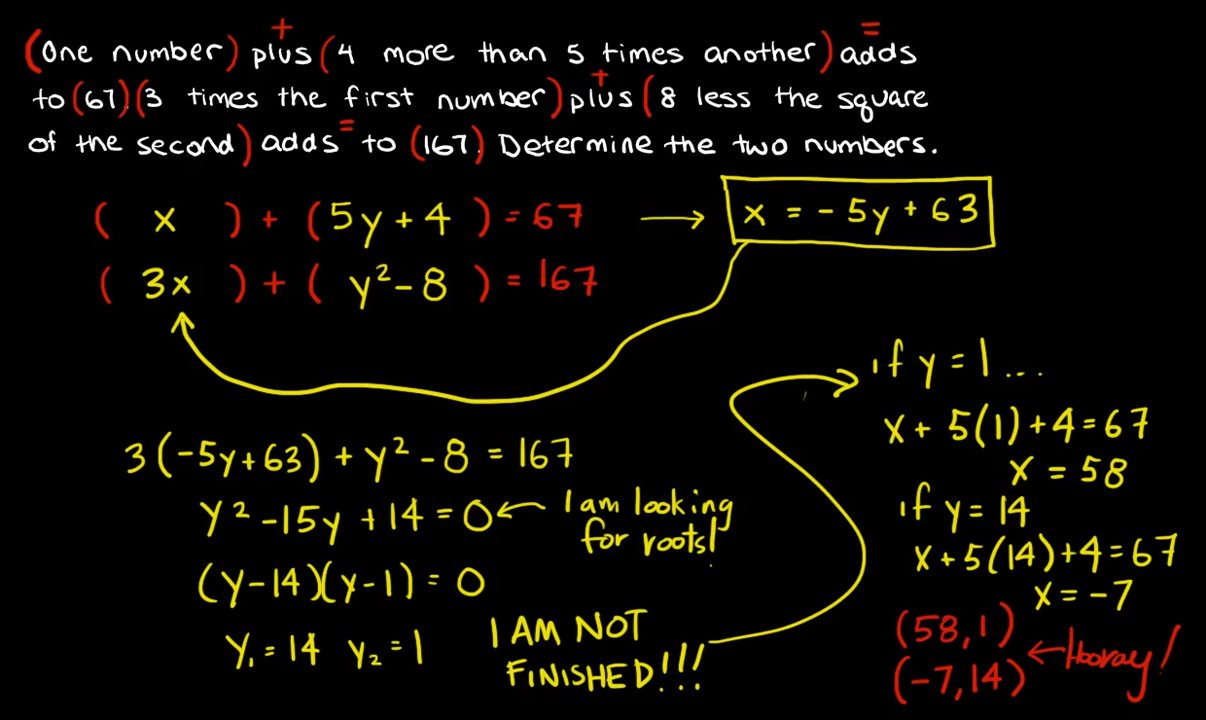 (One number) plus (4 more than 5 times another) adds
to (67). (3 times the first number) plus (8 less the square
of the second) adds to (167). Determine the two numbers.
+
=
+
=
( x ) + (5y + 4 ) = 67 → x = - 5y + 63
( 3x ) + ( y² - 8 ) = 167
3(-5y+63) + y² - 8 = 167
y² - 15y + 14 = 0 ← I am looking
for roots!
(y-14)(y-1) = 0
y₁ = 14 y₂ = 1
I AM NOT
FINISHED!!!
if y = 1 ...
x + 5(1) + 4 = 67
x = 58
if y = 14
x + 5(14) + 4 = 67
x = -7
(58, 1)
(-7, 14) ← Hooray!